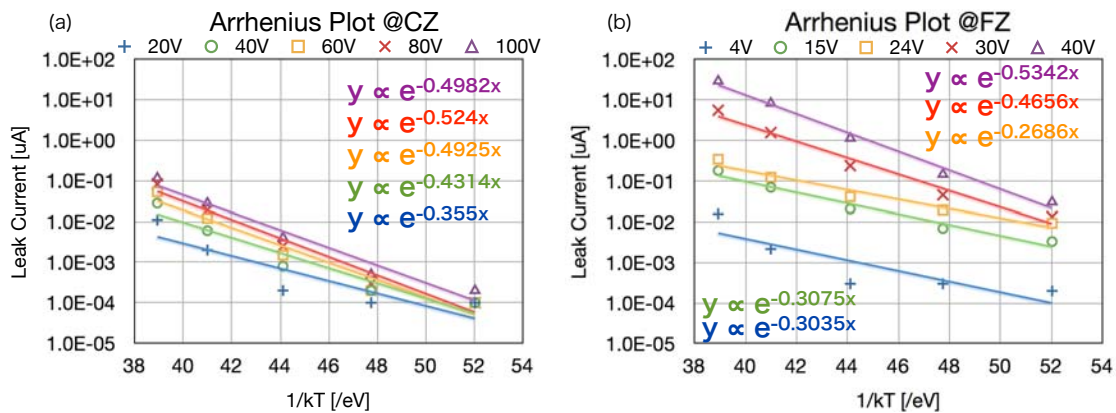 (a)
Arrhenius Plot @CZ
20V 40V 60V 80V 100V
1.0E+02
1.0E+01
1.0E+00
1.0E-01
1.0E-02
1.0E-03
1.0E-04
1.0E-05
Leak Current [uA]
y ∝ e-0.4982x
y ∝ e-0.524x
y ∝ e-0.4925x
y ∝ e-0.4314x
y ∝ e-0.355x
38 40 42 44 46 48 50 52 54
1/kT [/eV]
(b)
Arrhenius Plot @FZ
4V 15V 24V 30V 40V
1.0E+02
1.0E+01
1.0E+00
1.0E-01
1.0E-02
1.0E-03
1.0E-04
1.0E-05
Leak Current [uA]
y ∝ e-0.5342x
y ∝ e-0.4656x
y ∝ e-0.2686x
y ∝ e-0.3075x
y ∝ e-0.3035x
38 40 42 44 46 48 50 52 54
1/kT [/eV]